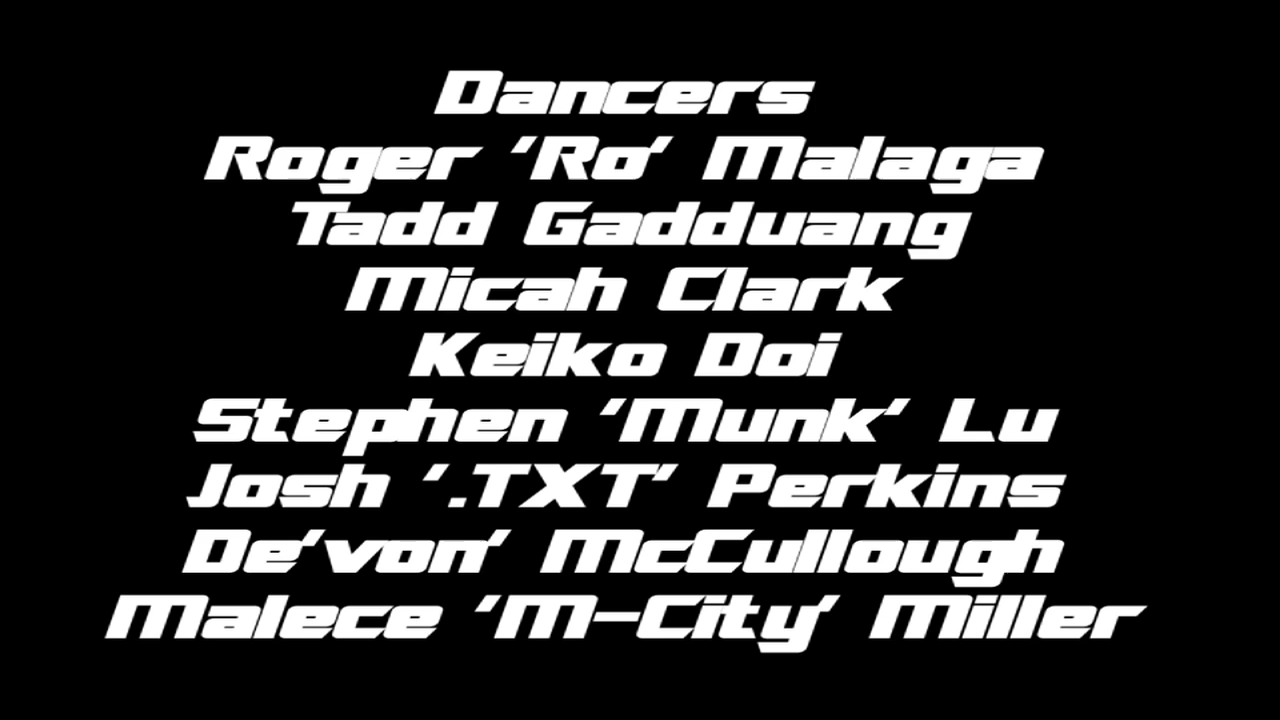 Dancers
Roger 'Ro' Malaga
Tadd Gadduang
Micah Clark
Keiko Doi
Stephen 'Munk' Lu
Josh '.TXT' Perkins
De'von' McCullough
Malece 'M-City' Miller